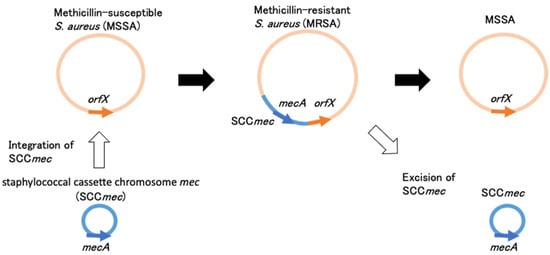 Methicillin-susceptible
S. aureus (MSSA)
orfX
Integration of
SCCmec
staphylococcal cassette chromosome mec
(SCCmec)
mecA
Methicillin-resistant
S. aureus (MRSA)
mecA orfX
SCCmec
MSSA
orfX
Excision of
SCCmec
SCCmec
mecA